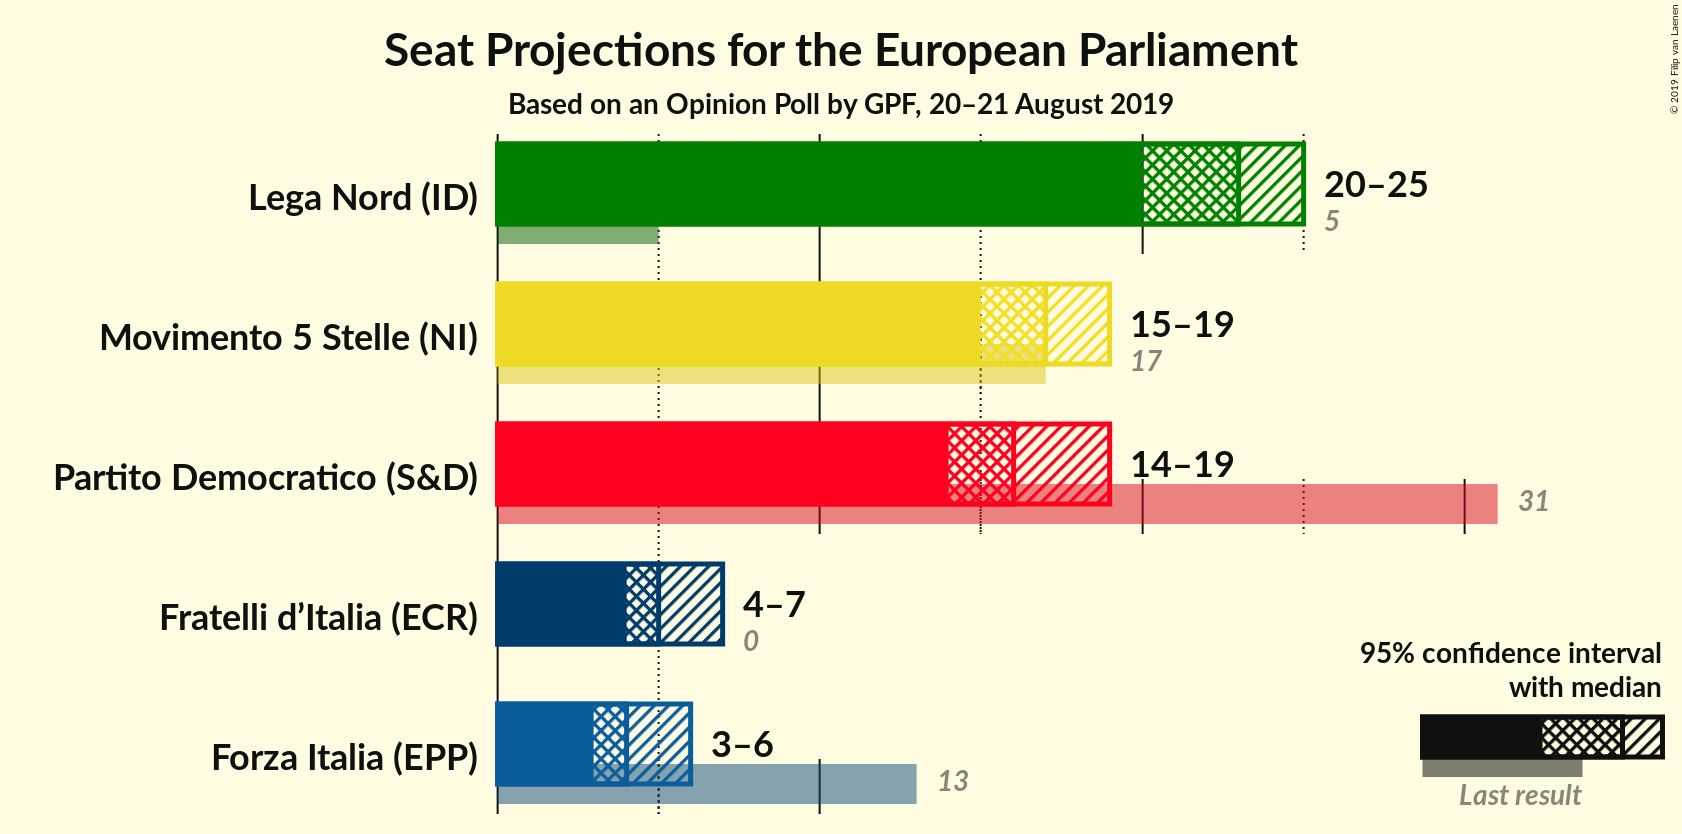 Seat Projections for the European Parliament
Based on an Opinion Poll by GPF, 20–21 August 2019
© 2019 Filip van Laenen
Lega Nord (ID)
20–25
5
Movimento 5 Stelle (NI)
15–19
17
Partito Democratico (S&D)
14–19
31
Fratelli d’Italia (ECR)
4–7
0
Forza Italia (EPP)
3–6
13
95% confidence interval
with median
Last result